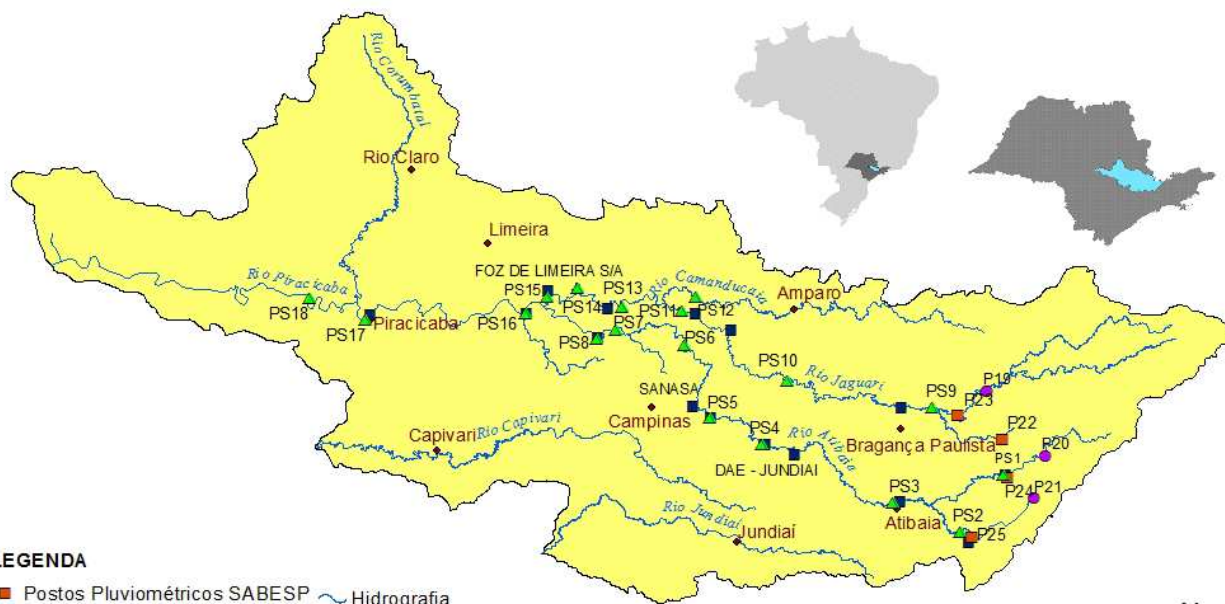 Rio Corumbataí
Rio Claro
Limeira
FOZ DE LIMEIRA S/A
Rio Piracicaba
PS18
PS17
Piracicaba
PS16
PS15
PS14
PS13
Rio Camanducaia
Amparo
PS11
PS12
PS7
PS8
PS6
PS10
Rio Jaguari
PS9
P19
P23
SANASA
PS5
Campinas
Capivari
Rio Capivari
PS4
Rio Atibaia
DAE - JUNDIAI
Bragança Paulista
P22
P20
PS1
P24
P21
PS3
Atibaia
PS2
P25
Rio Jundiaí
Jundiaí
LEGENDA
Postos Pluviométricos SABESP
Hidrografia